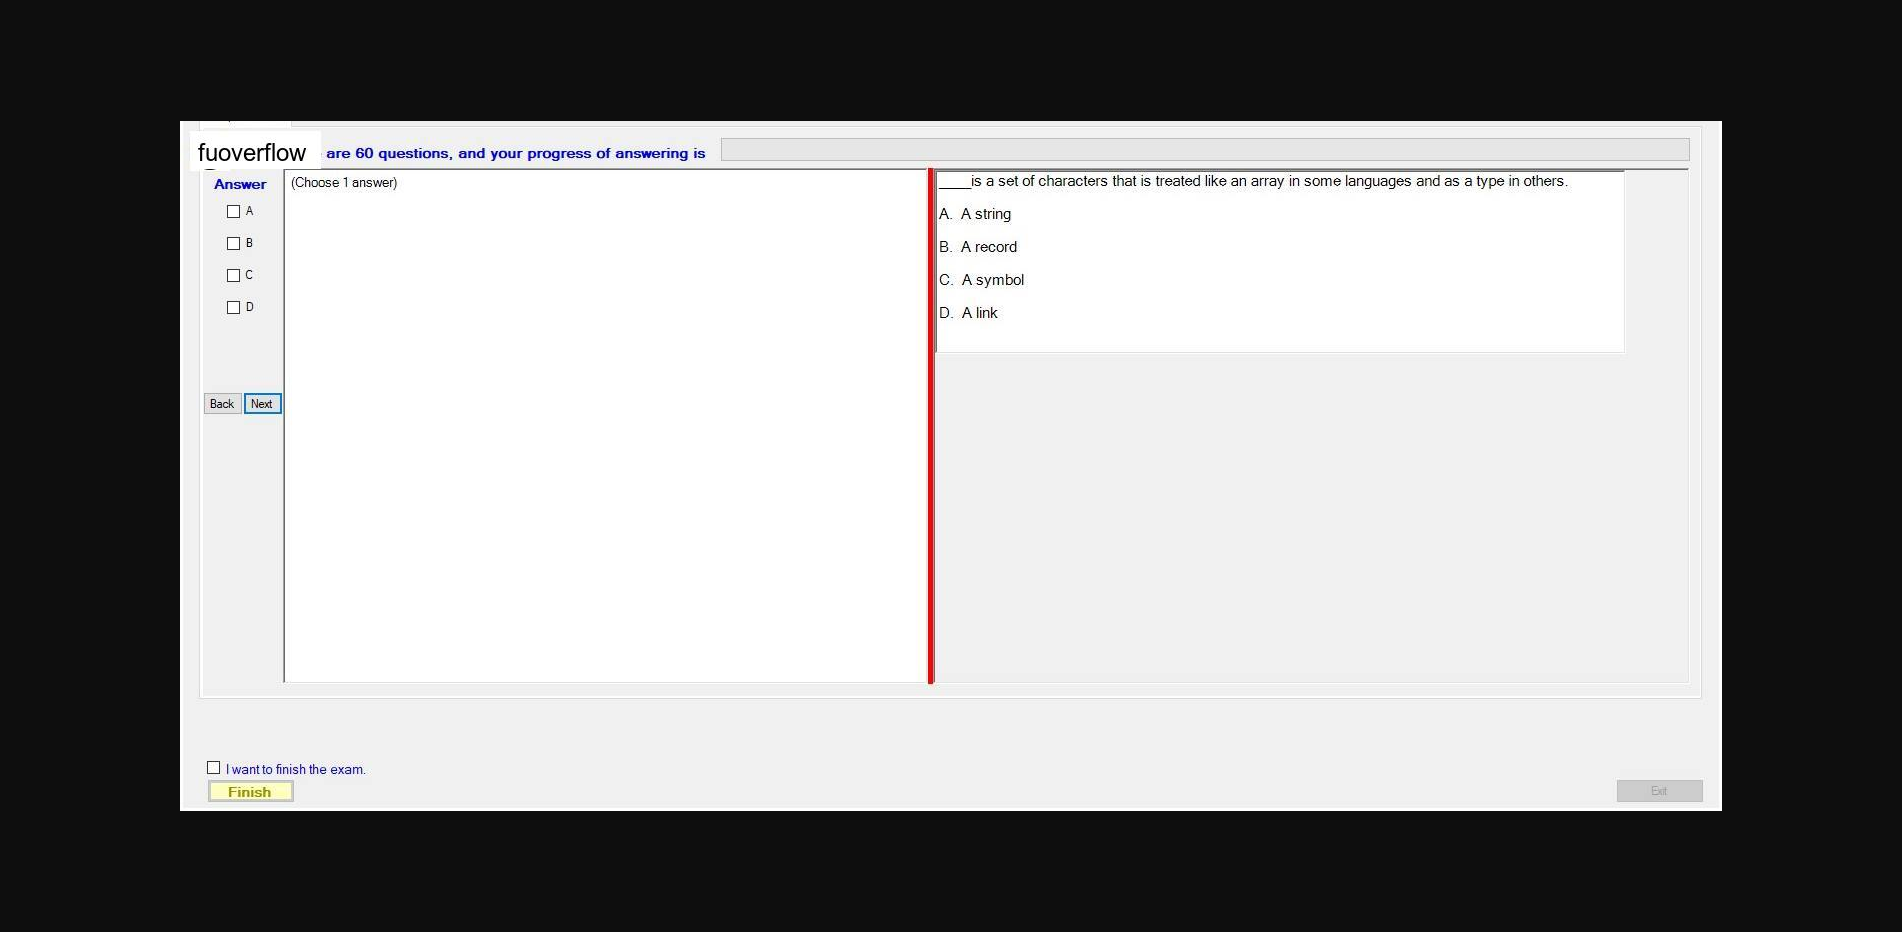 fuoverflow are 60 questions, and your progress of answering is
Answer
(Choose 1 answer)
A
B
C
D
Back Next
____is a set of characters that is treated like an array in some languages and as a type in others.
A. A string
B. A record
C. A symbol
D. A link
I want to finish the exam.
Finish
Exit